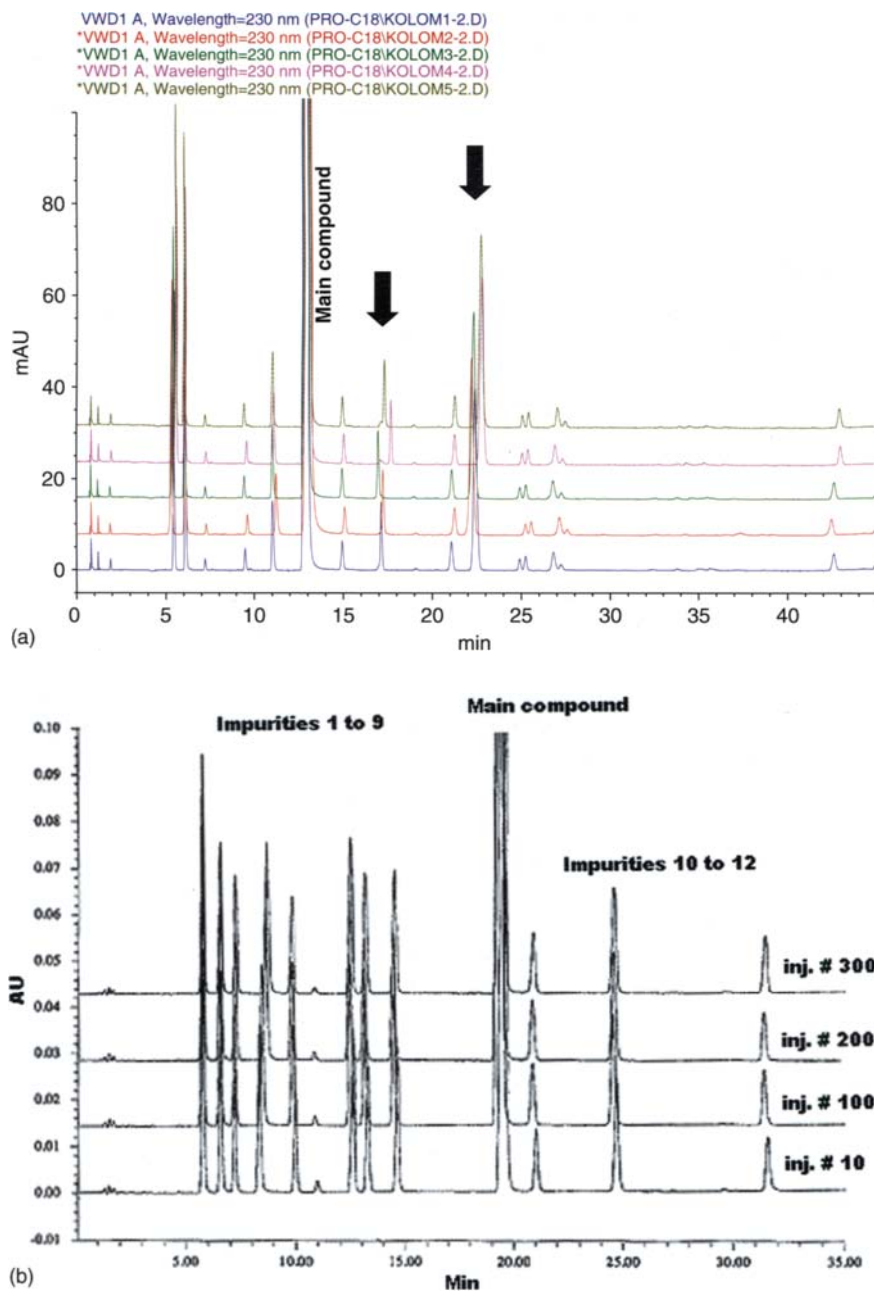 VWD1 A, Wavelength=230 nm (PRO-C18\KOLOM1-2.D)
*VWD1 A, Wavelength=230 nm (PRO-C18\KOLOM2-2.D)
*VWD1 A, Wavelength=230 nm (PRO-C18\KOLOM3-2.D)
*VWD1 A, Wavelength=230 nm (PRO-C18\KOLOM4-2.D)
*VWD1 A, Wavelength=230 nm (PRO-C18\KOLOM5-2.D)
Main compound
80
60
mAU
40
20
0
0 5 10 15 20 25 30 35 40
min
(a)
Impurities 1 to 9
Main compound
Impurities 10 to 12
0.10
0.09
0.08
0.07
0.06
0.05
AU
0.04
0.03
0.02
0.01
0.00
-0.01
inj. # 300
inj. # 200
inj. # 100
inj. # 10
5.00 10.00 15.00 20.00 25.00 30.00 35.00
Min
(b)